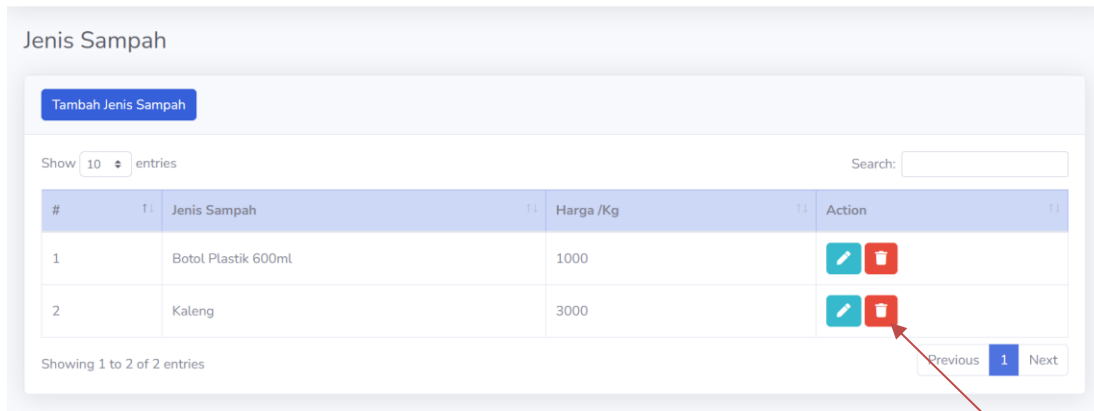 Jenis Sampah
Tambah Jenis Sampah
Show 10 entries Search:
# Jenis Sampah Harga /Kg Action
1 Botol Plastik 600ml 1000
2 Kaleng 3000
Showing 1 to 2 of 2 entries Previous 1 Next